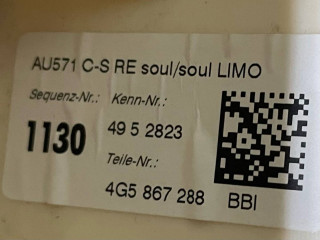 AU571 C-S RE soul/soul LIMO
Sequenz-Nr.: Kenn-Nr.:
1130 49 5 2823
Teile-Nr.:
4G5 867 288 BBI